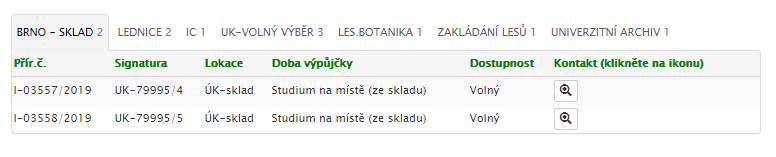 BRNO - SKLAD 2 LEDNICE 2 IC 1 UK-VOLNÝ VÝBĚR 3 LES.BOTANIKA 1 ZAKLÁDÁNÍ LESŮ 1 UNIVERZITNÍ ARCHIV 1
Přír.č. Signatura Lokace Doba výpůjčky Dostupnost Kontakt (klikněte na ikonu)
I-03557/2019 UK-79995/4 ÚK-sklad Studium na místě (ze skladu) Volný
I-03558/2019 UK-79995/5 ÚK-sklad Studium na místě (ze skladu) Volný